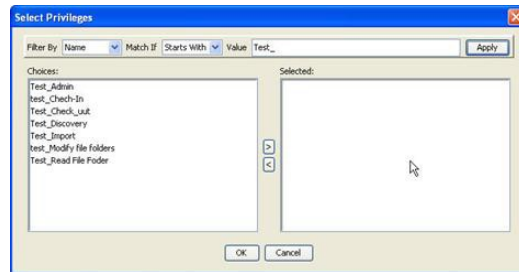 Select Privileges
Filter By Name Match If Starts With Value Test_ Apply
Choices: Selected:
Test_Admin
test_Chech-In
Test_Check_uut
Test_Discovery
Test_Import
test_Modify file folders
Test_Read File Foder
>
<
OK Cancel